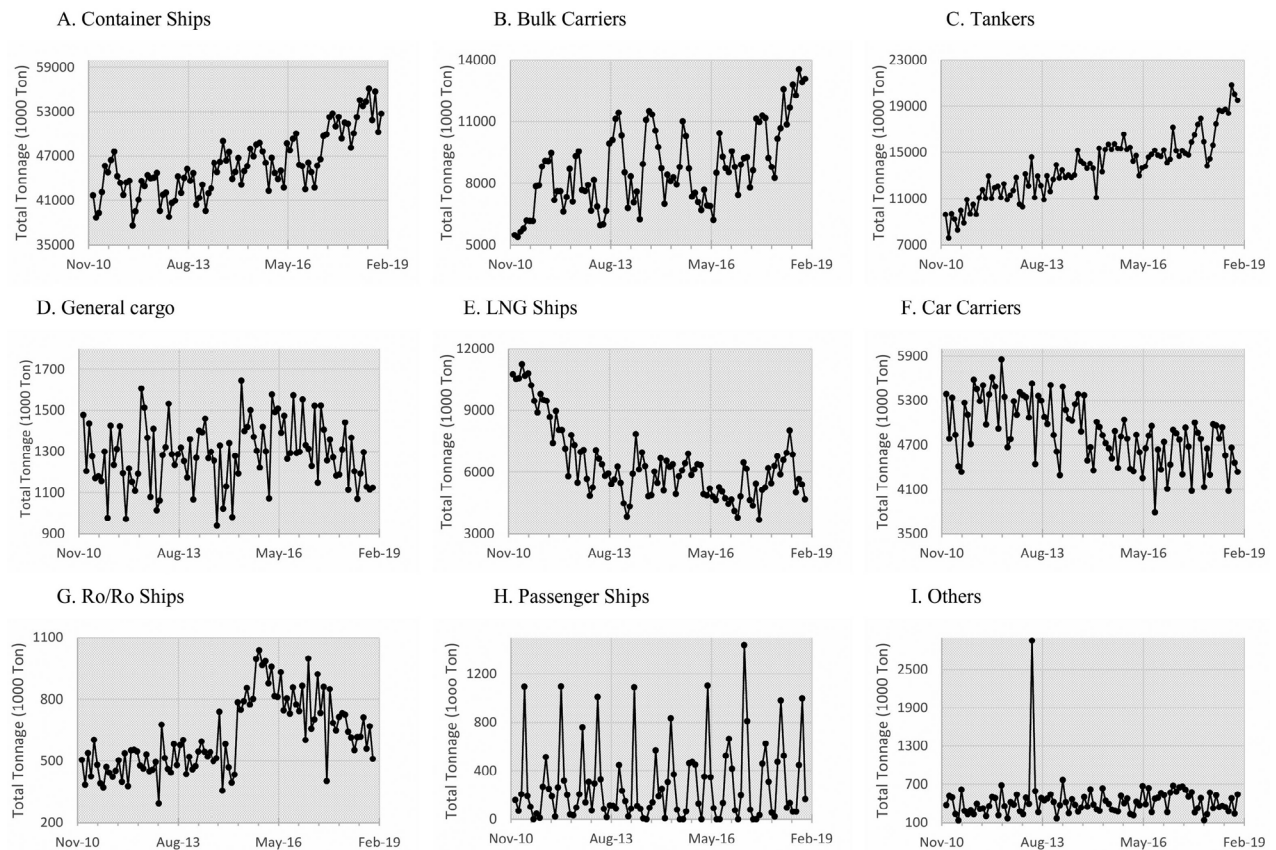 A. Container Ships
Total Tonnage (1000 Ton)
59000
53000
47000
41000
35000
Nov-10 Aug-13 May-16 Feb-19
B. Bulk Carriers
Total Tonnage (1000 Ton)
14000
11000
8000
5000
Nov-10 Aug-13 May-16 Feb-19
C. Tankers
Total Tonnage (1000 Ton)
23000
19000
15000
11000
7000
Nov-10 Aug-13 May-16 Feb-19
D. General cargo
Total Tonnage (1000 Ton)
1700
1500
1300
1100
900
Nov-10 Aug-13 May-16 Feb-19
E. LNG Ships
Total Tonnage (1000 Ton)
12000
9000
6000
3000
Nov-10 Aug-13 May-16 Feb-19
F. Car Carriers
Total Tonnage (1000 Ton)
5900
5300
4700
4100
3500
Nov-10 Aug-13 May-16 Feb-19
G. Ro/Ro Ships
Total Tonnage (1000 Ton)
1100
800
500
200
Nov-10 Aug-13 May-16 Feb-19
H. Passenger Ships
Total Tonnage (1ooo Ton)
1200
800
400
0
Nov-10 Aug-13 May-16 Feb-19
I. Others
Total Tonnage (1000 Ton)
2500
1900
1300
700
100
Nov-10 Aug-13 May-16 Feb-19